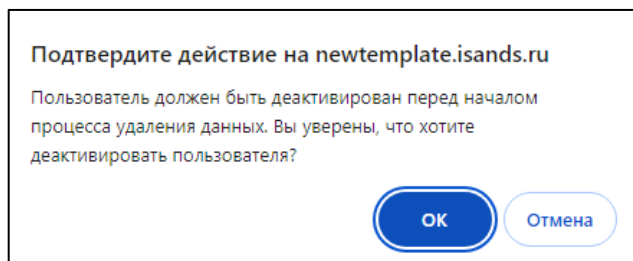 Подтвердите действие на newtemplate.isands.ru
Пользователь должен быть деактивирован перед началом
процесса удаления данных. Вы уверены, что хотите
деактивировать пользователя?
ОК
Отмена